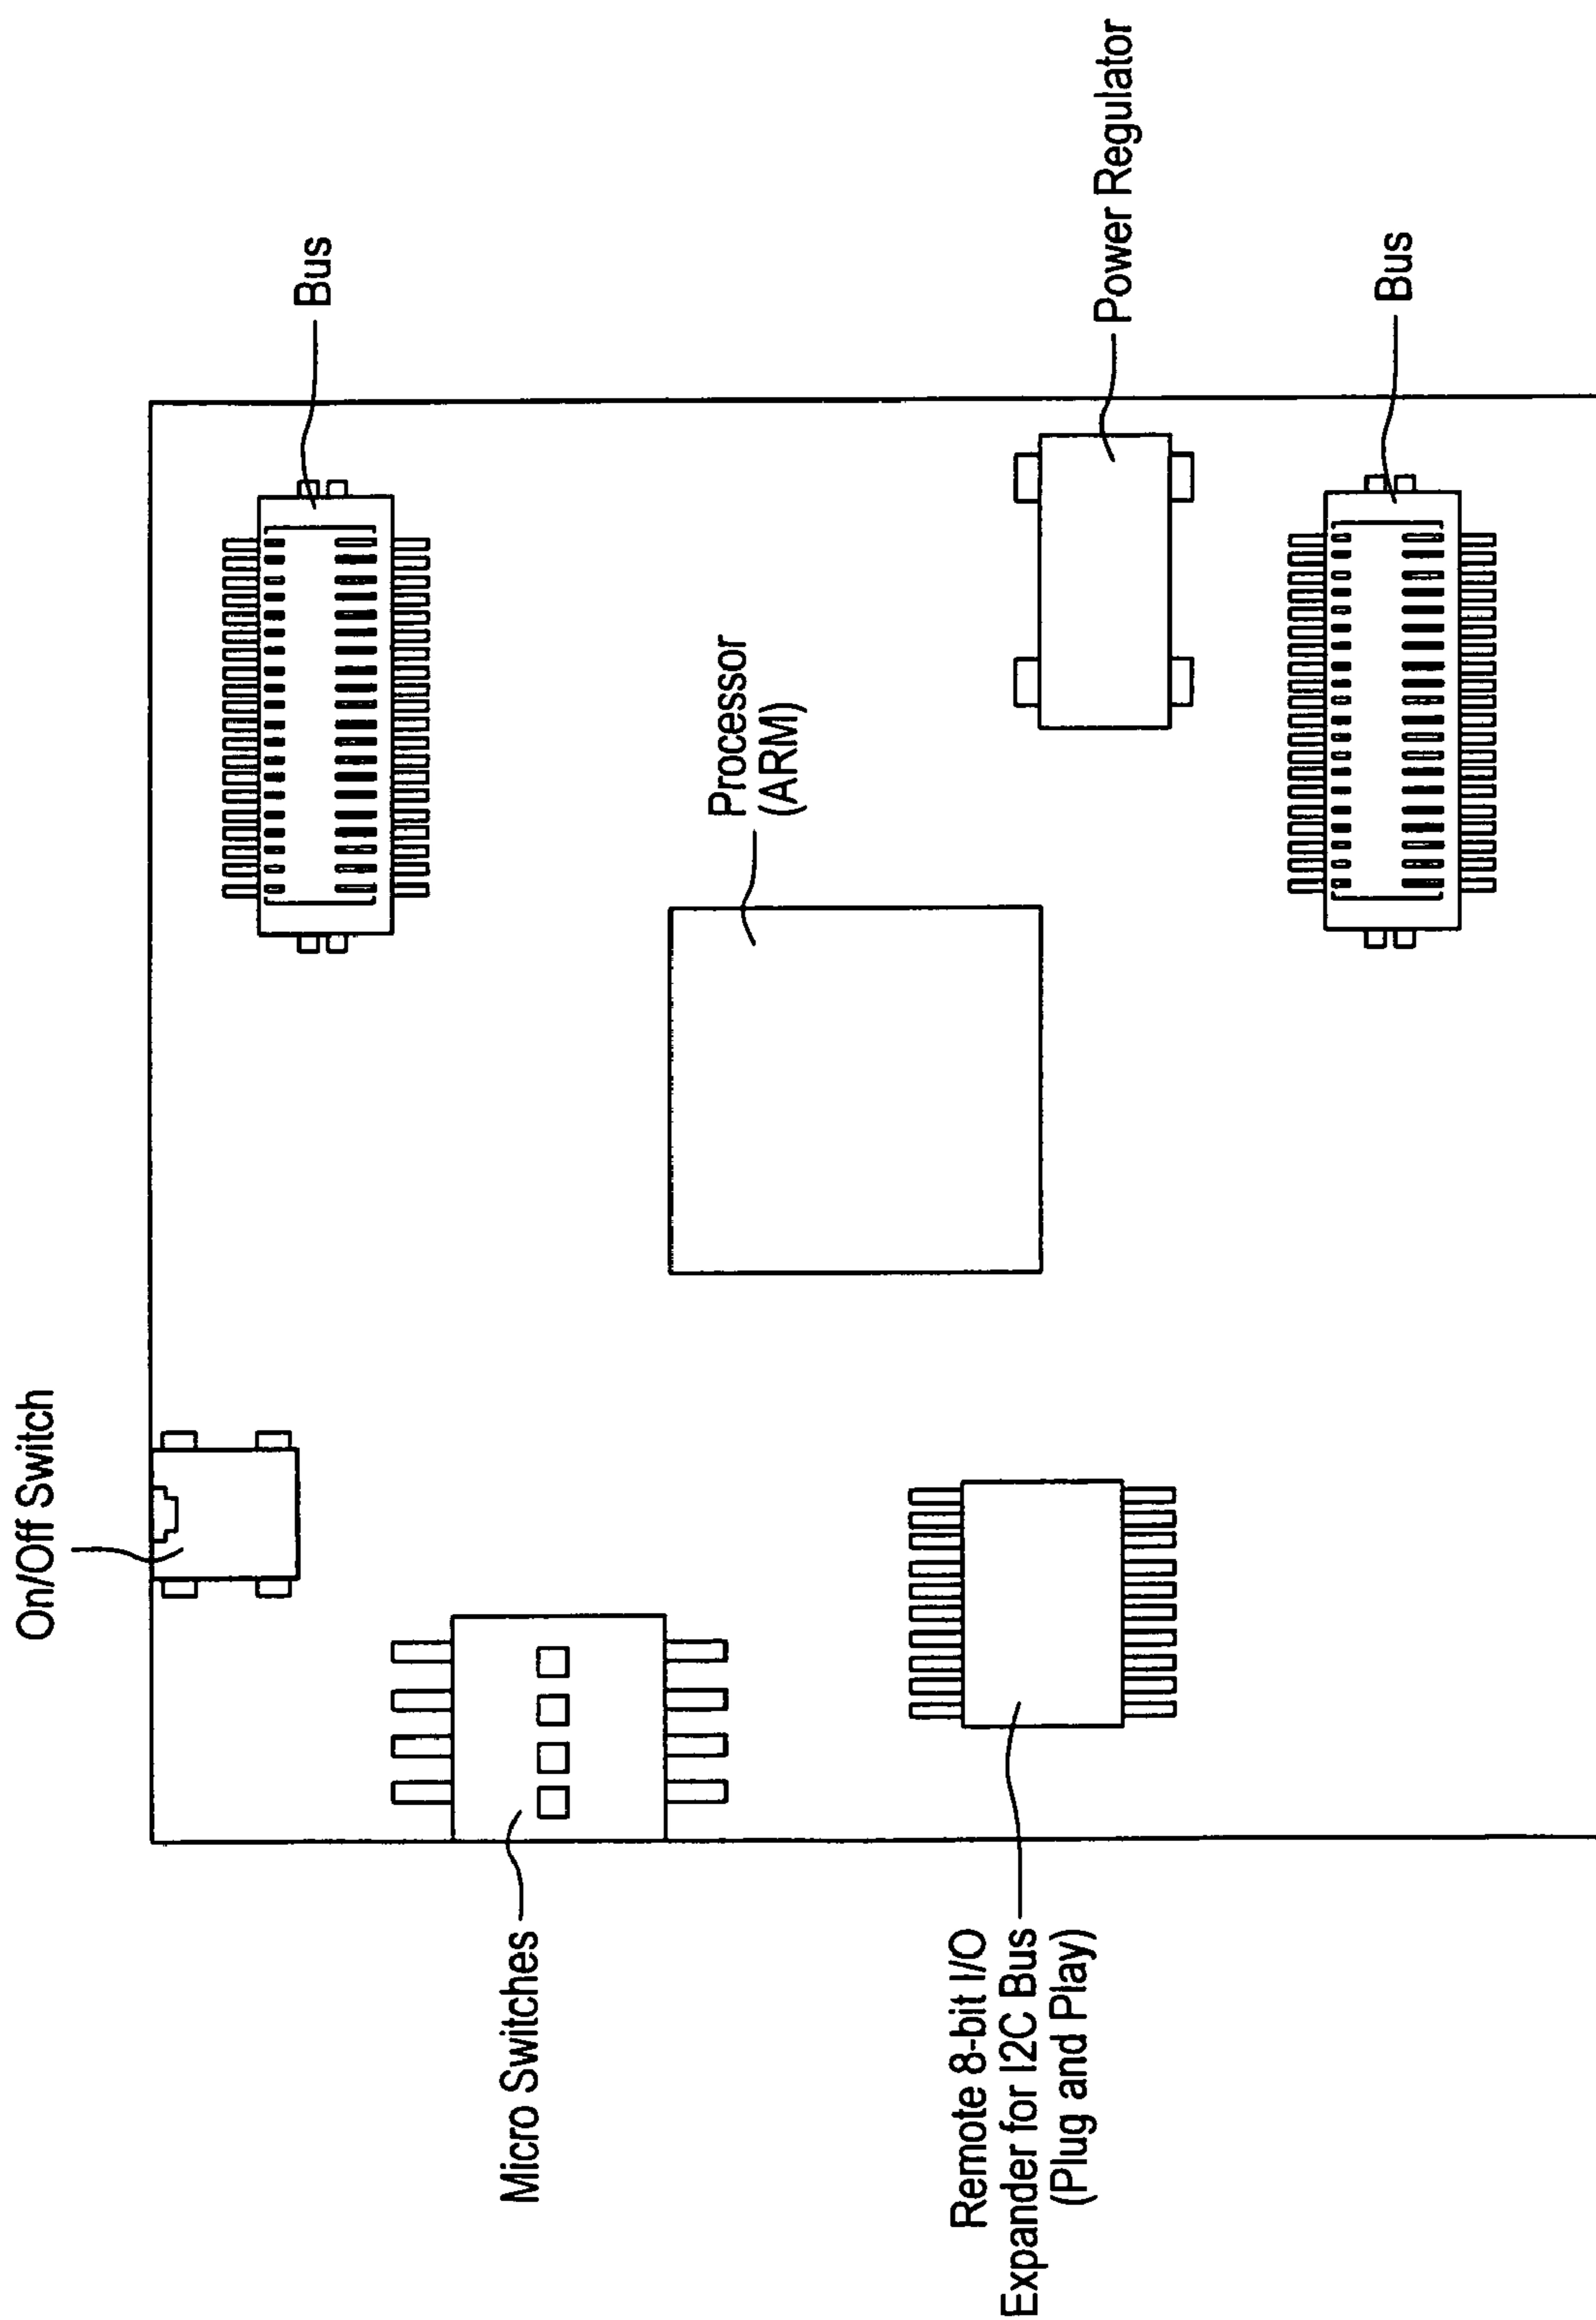 Bus
Power Regulator
Bus
Processor
(ARM)
On/Off Switch
Micro Switches
Remote 8-bit I/O
Expander for I2C Bus
(Plug and Play)